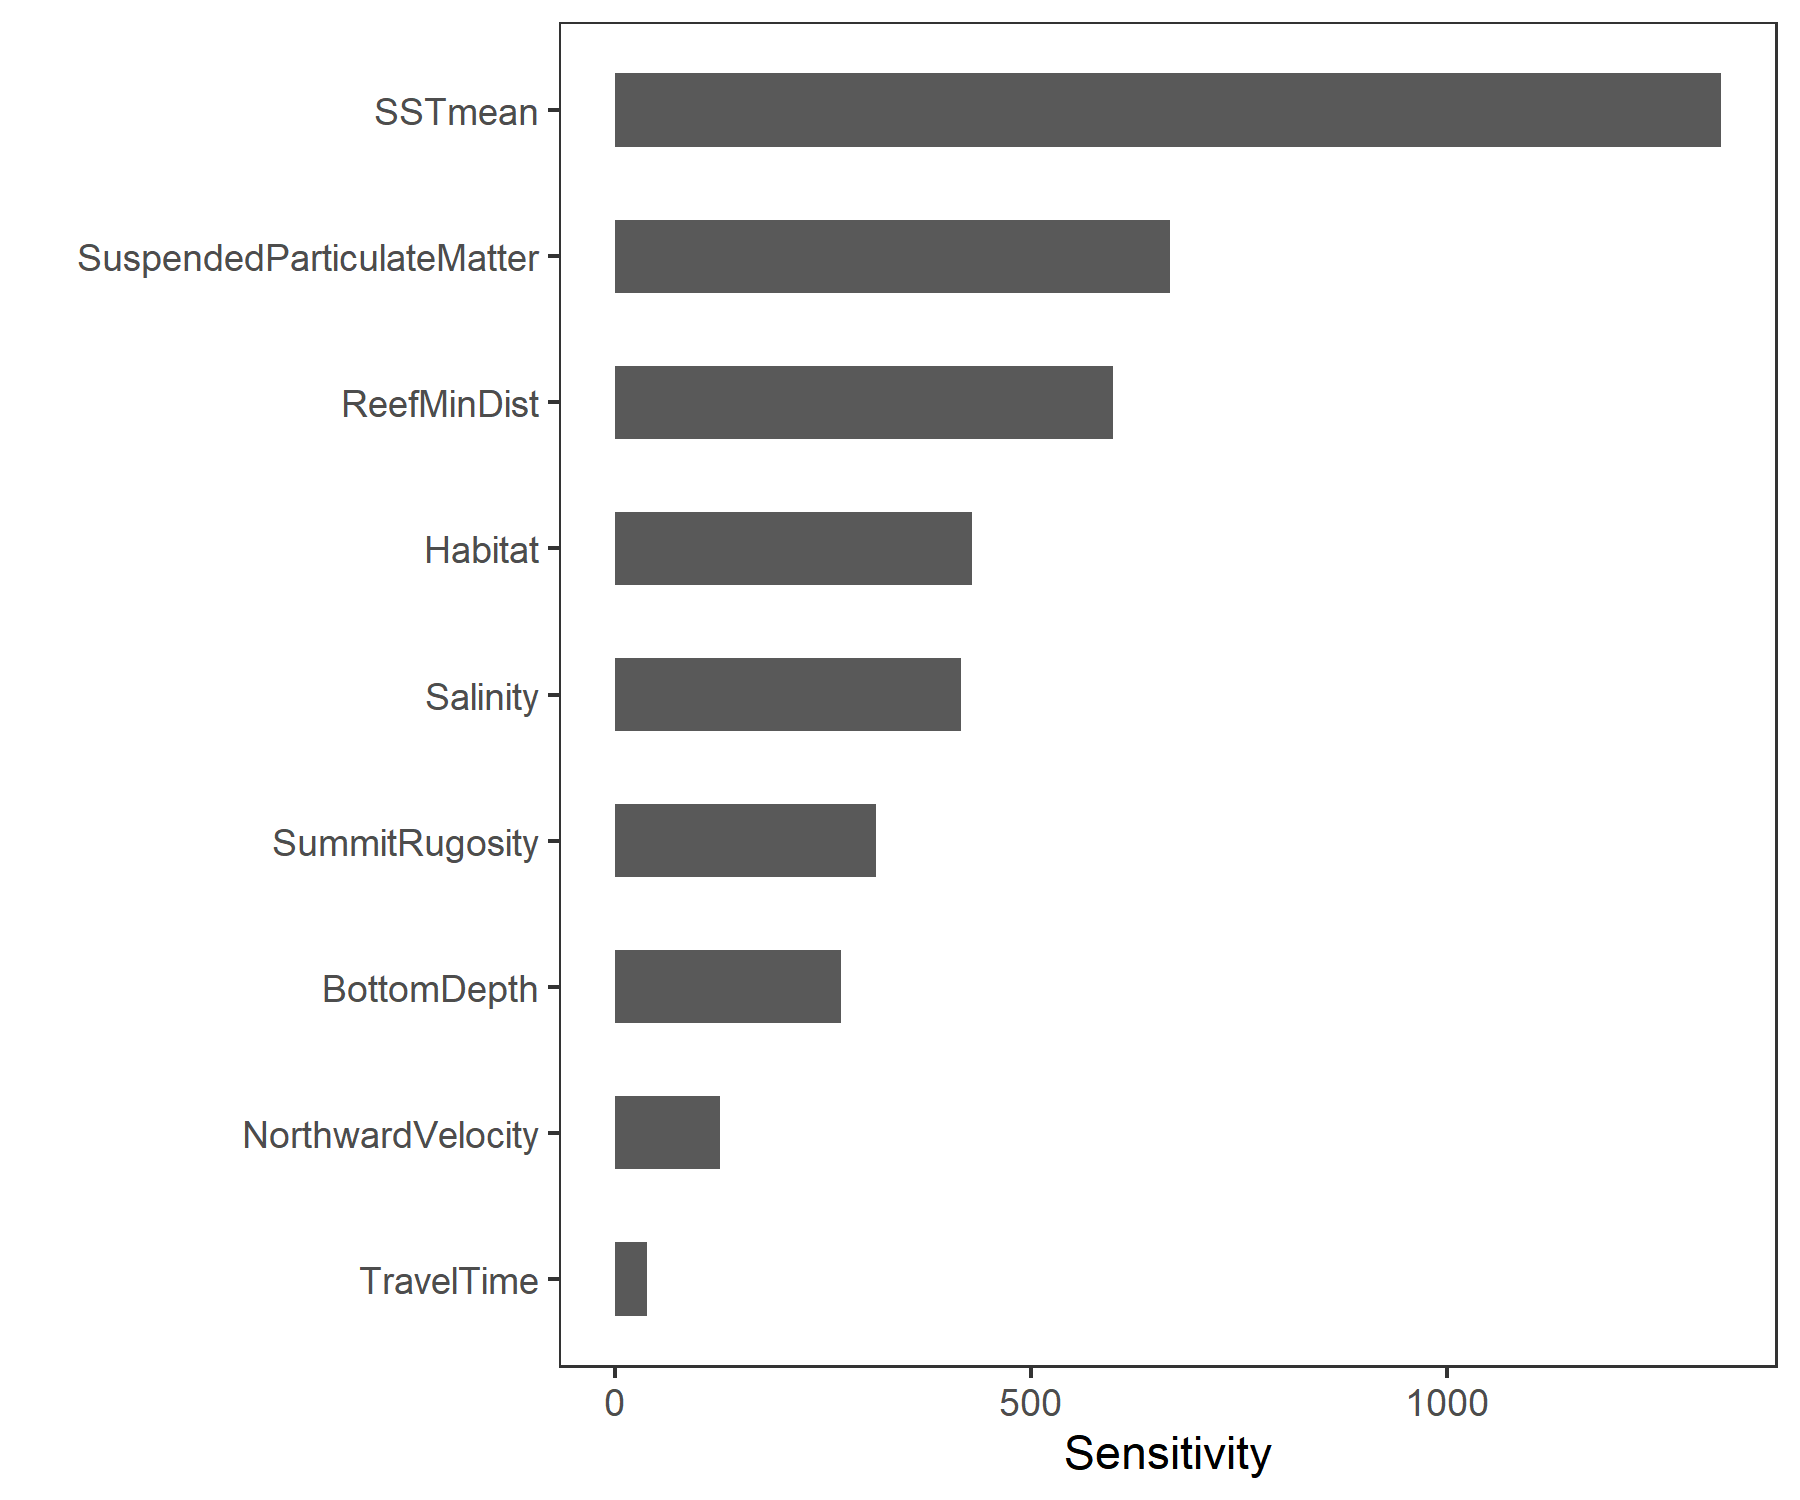 SSTmean
SuspendedParticulateMatter
ReefMinDist
Habitat
Salinity
SummitRugosity
BottomDepth
NorthwardVelocity
TravelTime
0 500 1000
Sensitivity